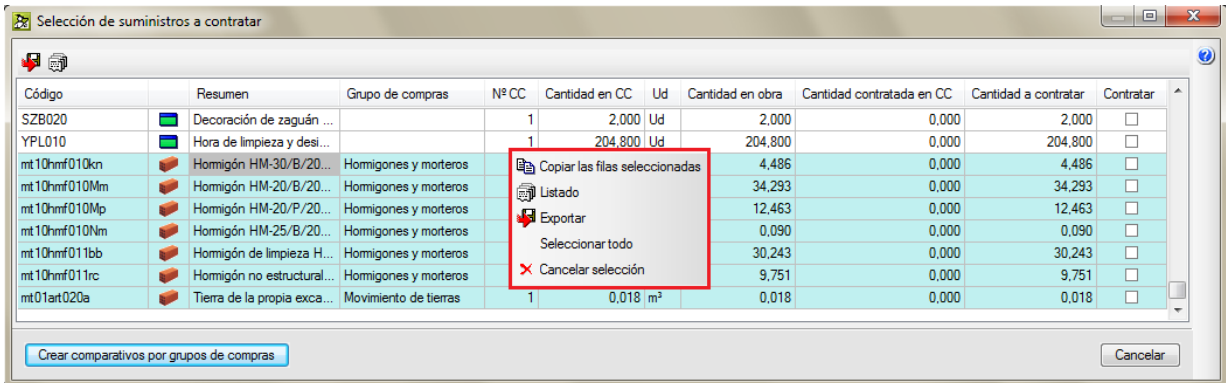 Selección de suministros a contratar
Código Resumen Grupo de compras Nº CC Cantidad en CC Ud Cantidad en obra Cantidad contratada en CC Cantidad a contratar Contratar
SZB020 Decoración de zaguán 1 2,000 Ud 2,000 0,000 2,000
YPL010 Hora de limpieza y desi... 1 204,800 Ud 204,800 0,000 204,800
mt10hmf010kn Hormigón HM-30/B/20... Hormigones y morteros 4,486 0,000 4,486
mt10hmf010Mm Hormigón HM-20/B/20... Hormigones y morteros 34,293 0,000 34,293
mt10hmf010Mp Hormigón HM-20/P/20... Hormigones y morteros 12,463 0,000 12,463
mt10hmf010Nm Hormigón HM-25/B/20... Hormigones y morteros 0,090 0,000 0,090
mt10hmf011bb Hormigón de limpieza H... Hormigones y morteros 30,243 0,000 30,243
mt10hmf011rc Hormigón no estructural... Hormigones y morteros 9,751 0,000 9,751
mt01art020a Tierra de la propia exca... Movimiento de tierras 1 0,018 m³ 0,018 0,000 0,018
Copiar las filas seleccionadas
Listado
Exportar
Seleccionar todo
Cancelar selección
Crear comparativos por grupos de compras Cancelar